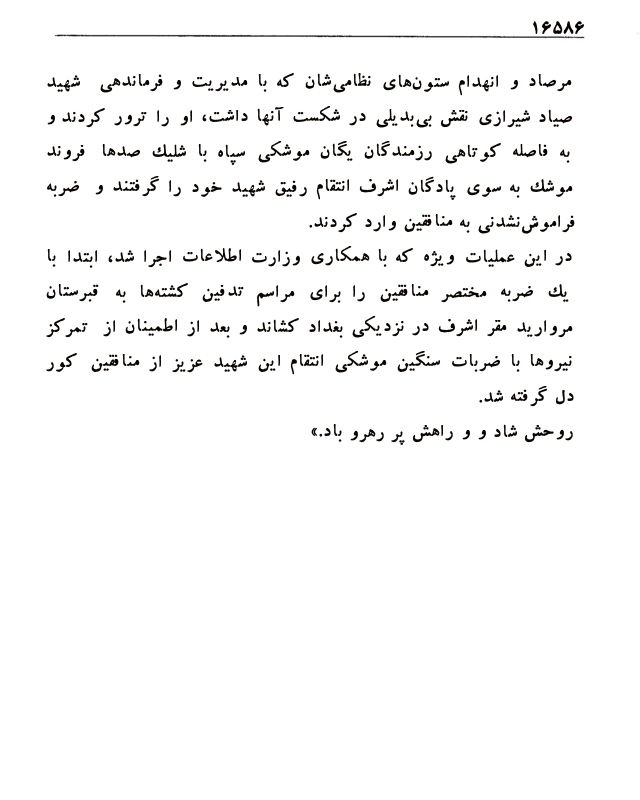 ۱۶۵۸۶
مرصاد و انهدام ستون‌های نظامی‌شان که با مدیریت و فرماندهی شهید
صیاد شیرازی نقش بی‌بدیلی در شکست آنها داشت، او را ترور کردند و
به فاصله کوتاهی رزمندگان یگان موشکی سپاه با شلیك صدها فروند
موشك به سوی پادگان اشرف انتقام رفیق شهید خود را گرفتند و ضربه
فراموش‌نشدنی به منافقین وارد کردند.
در این عملیات ویژه که با همکاری وزارت اطلاعات اجرا شد، ابتدا با
یك ضربه مختصر منافقین را برای مراسم تدفین کشته‌ها به قبرستان
مروارید مقر اشرف در نزدیکی بغداد کشاند و بعد از اطمینان از تمرکز
نیروها با ضربات سنگین موشکی انتقام این شهید عزیز از منافقین کور
دل گرفته شد.
روحش شاد و و راهش پر رهرو باد.»